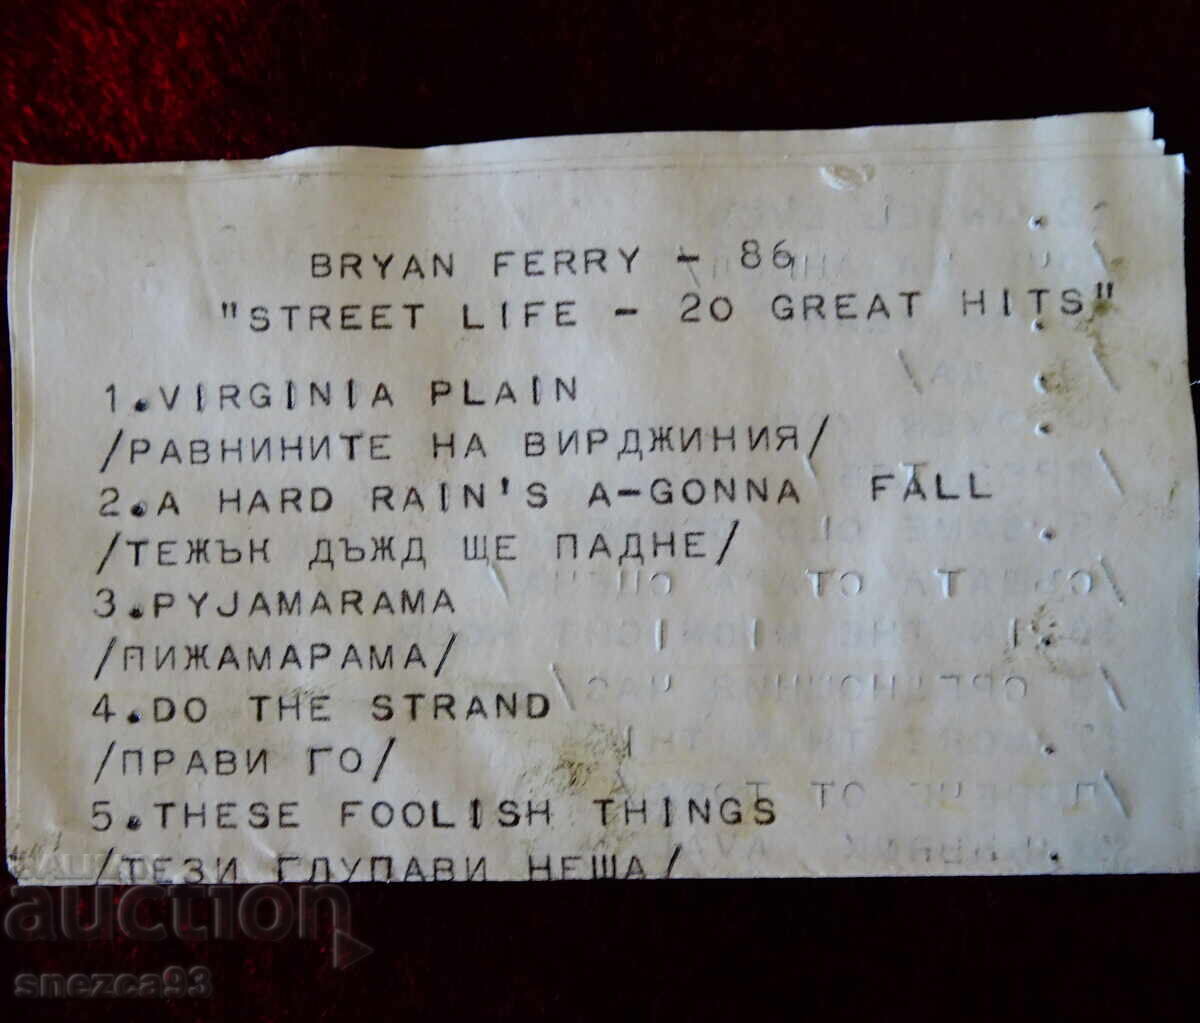 BRYAN FERRY - 86
"STREET LIFE - 20 GREAT HITS"
1.VIRGINIA PLAIN
/РАВНИНИТЕ НА ВИРДЖИНИЯ/
2.A HARD RAIN'S A-GONNA FALL
/ТЕЖЪК ДЪЖД ЩЕ ПАДНЕ/
3.PYJAMARAMA
/ПИЖАМАРАМА/
4.DO THE STRAND
/ПРАВИ ГО/
5.THESE FOOLISH THINGS
/ТЕЗИ ГЛУПАВИ НЕЩА/
auction
snezca93